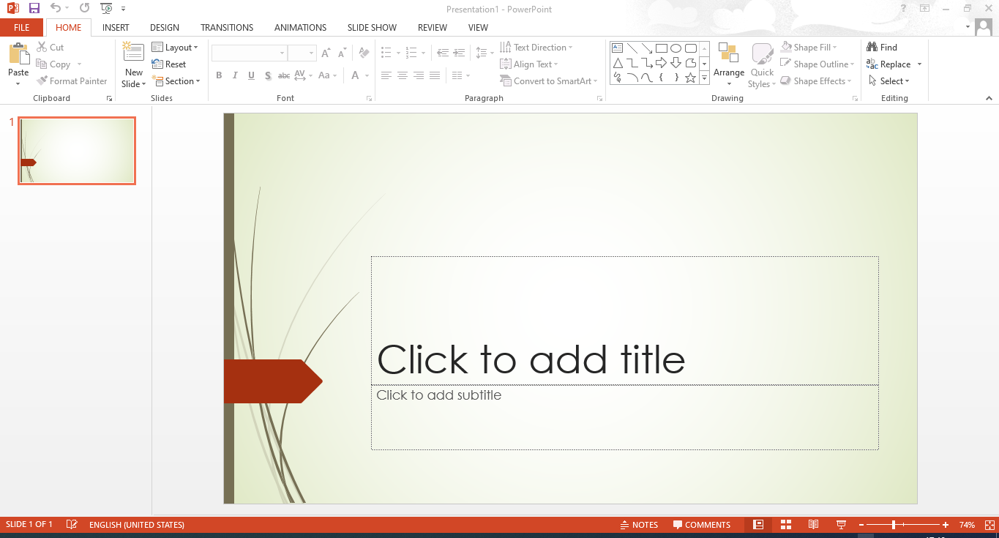 Presentation1 - PowerPoint
FILE HOME INSERT DESIGN TRANSITIONS ANIMATIONS SLIDE SHOW REVIEW VIEW
Paste
Cut
Copy
Format Painter
Clipboard
New
Slide
Layout
Reset
Section
Slides
B I U S abc AV Aa A
Font
Text Direction
Align Text
Convert to SmartArt
Paragraph
Arrange
Quick
Styles
Shape Fill
Shape Outline
Shape Effects
Drawing
Find
Replace
Select
Editing
1
Click to add title
Click to add subtitle
SLIDE 1 OF 1 ENGLISH (UNITED STATES) NOTES COMMENTS 74%